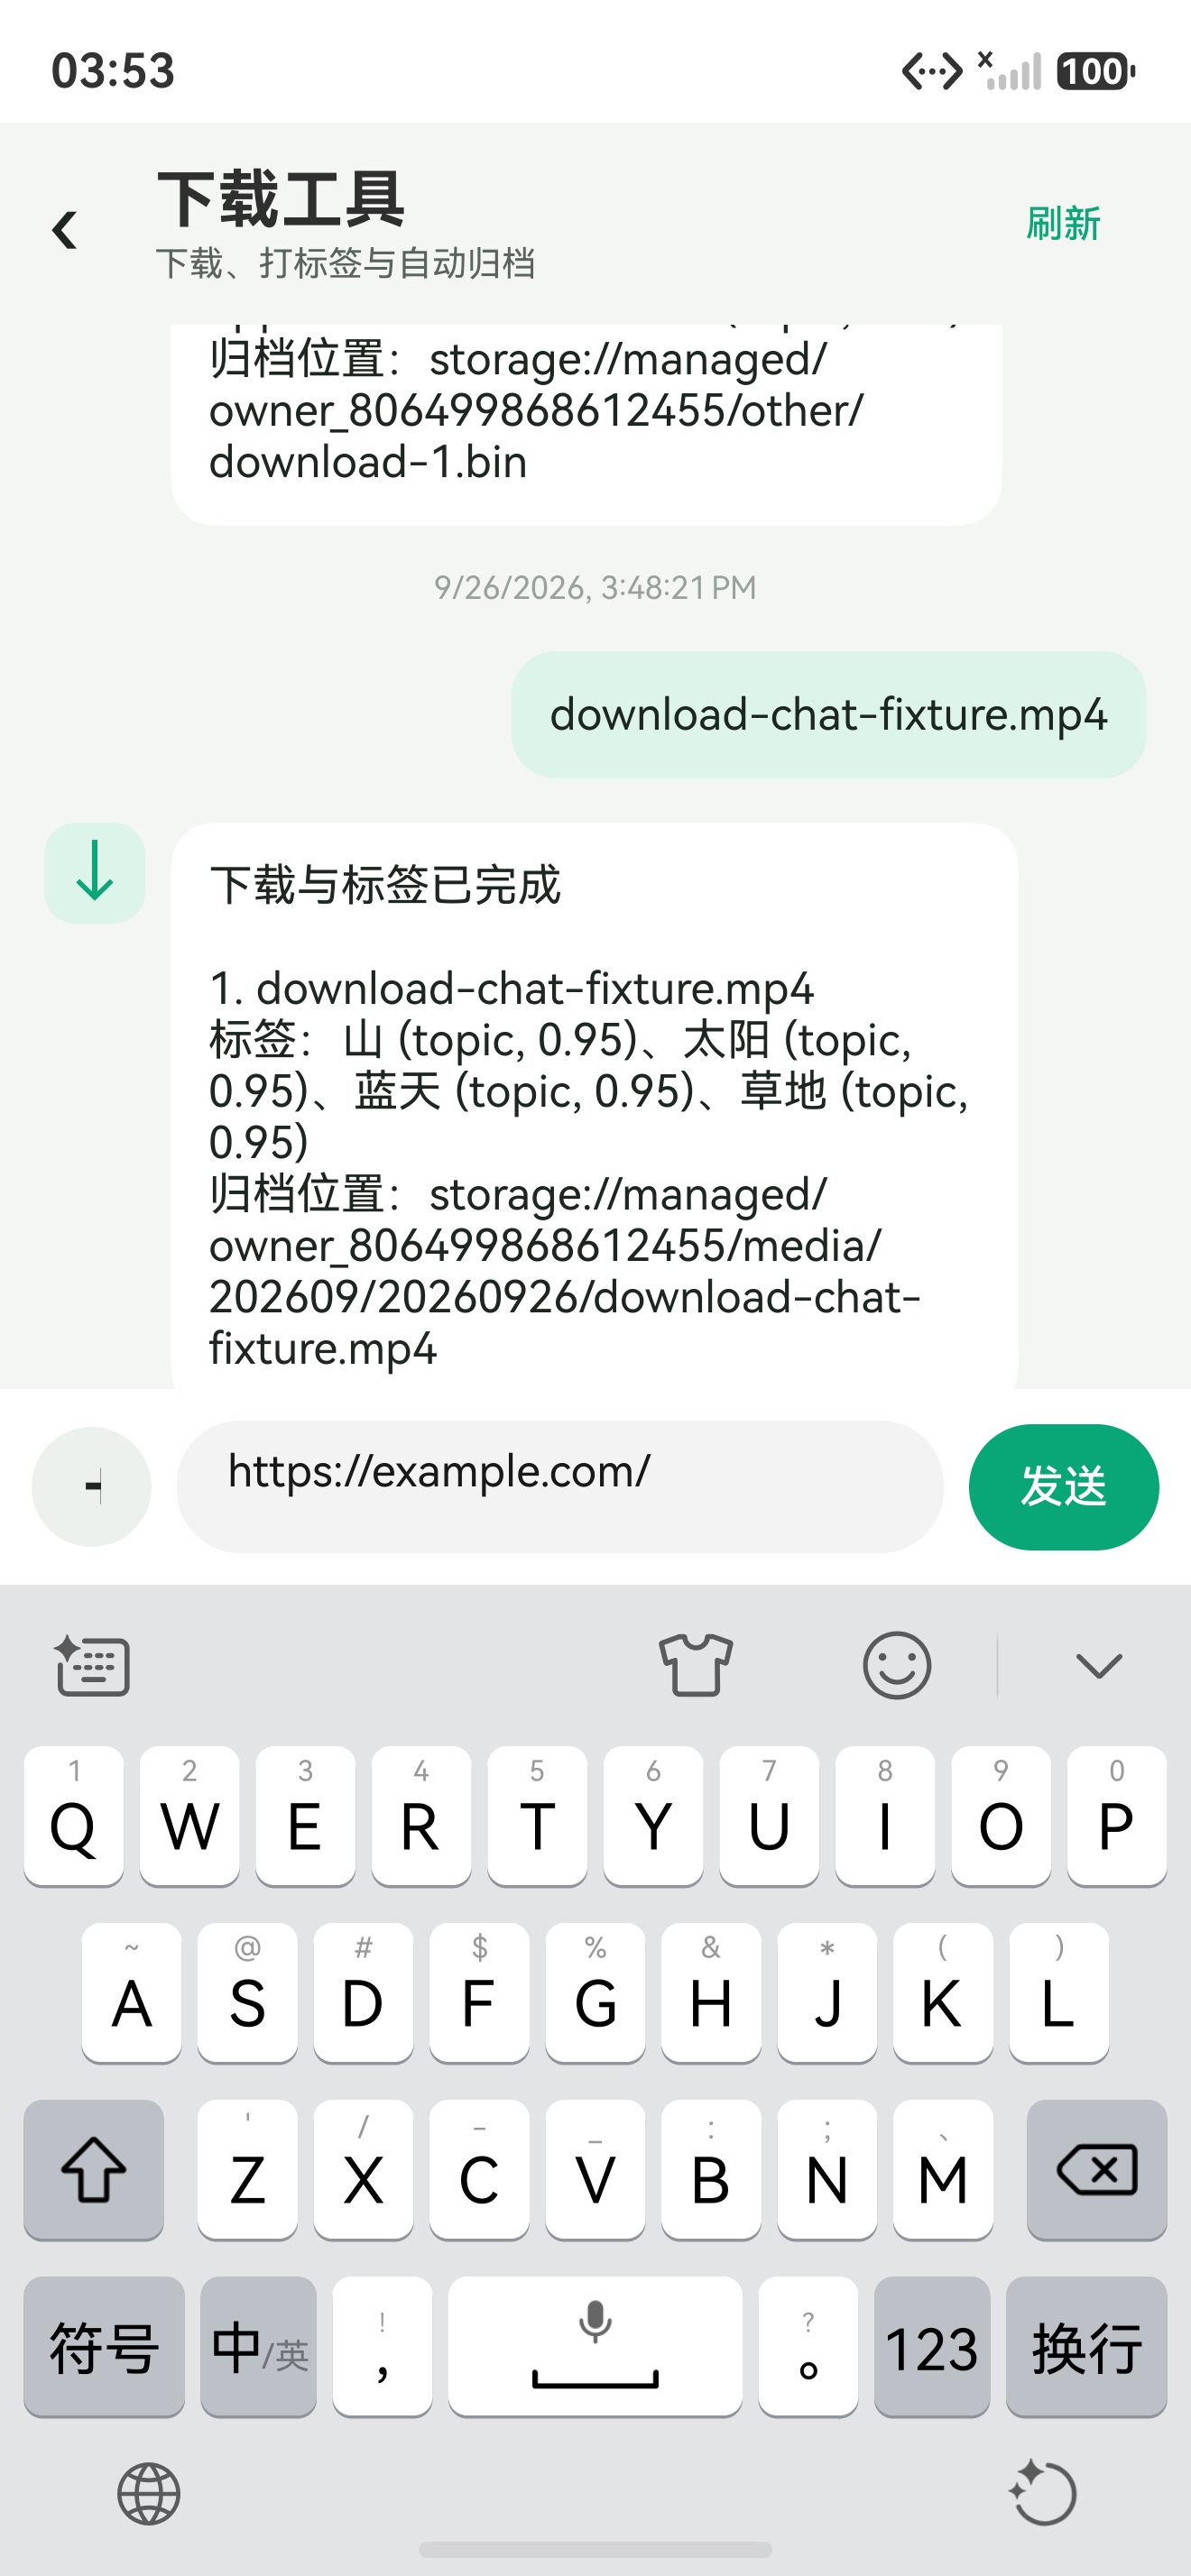 03:53
100
下载工具
下载、打标签与自动归档
刷新
归档位置：storage://managed/
owner_806499868612455/other/
download-1.bin
9/26/2026, 3:48:21 PM
download-chat-fixture.mp4
下载与标签已完成
1. download-chat-fixture.mp4
标签：山 (topic, 0.95)、太阳 (topic,
0.95)、蓝天 (topic, 0.95)、草地 (topic,
0.95)
归档位置：storage://managed/
owner_806499868612455/media/
202609/20260926/download-chat-
fixture.mp4
https://example.com/
发送
1 2 3 4 5 6 7 8 9 0
Q W E R T Y U I O P
~ @ # $ % & * ( )
A S D F G H J K L
' / - _ : ; 、
Z X C V B N M
! ?
符号 中/英 , 。 123 换行